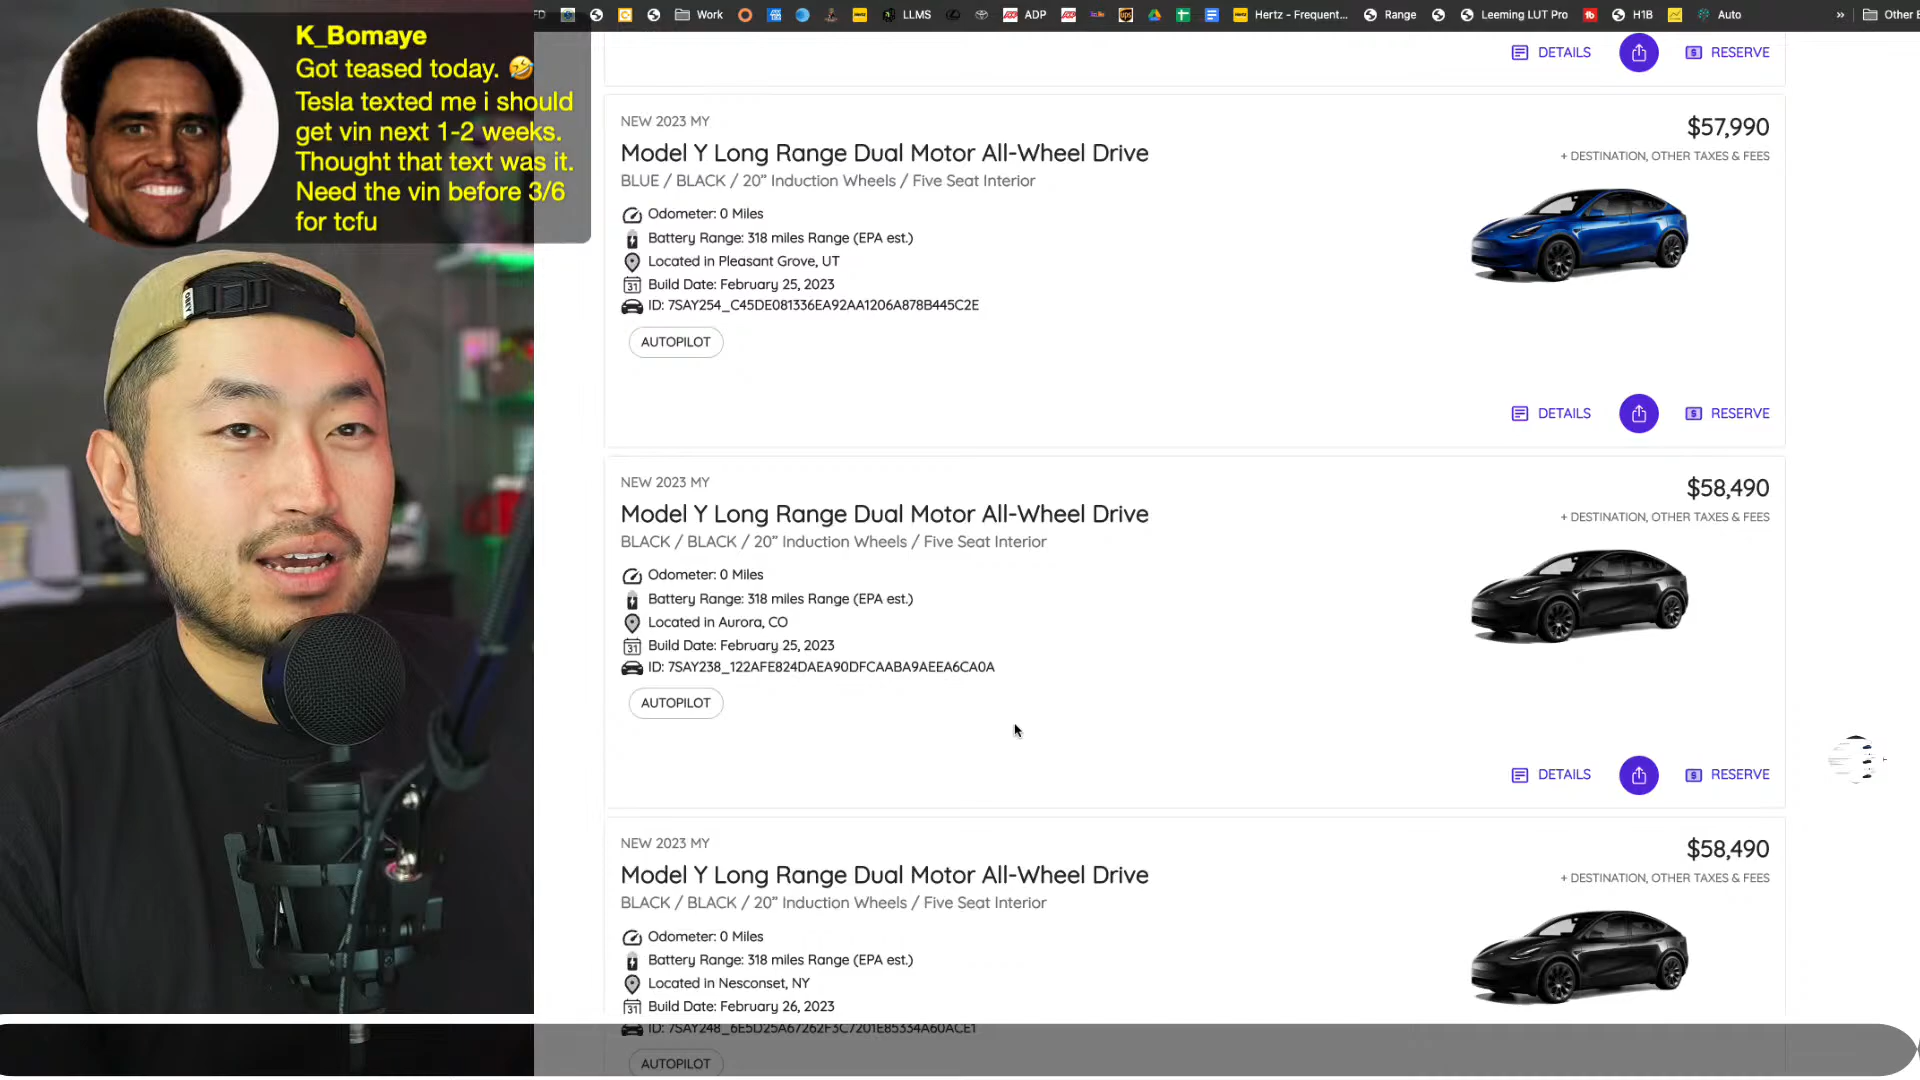 FD
Work
LLMS
ADP
Hertz - Frequent...
Range
Leeming LUT Pro
H1B
Auto
»
Other
K_Bomaye
Got teased today. 🤣
Tesla texted me i should
get vin next 1-2 weeks.
Thought that text was it.
Need the vin before 3/6
for tcfu
DETAILS
RESERVE
NEW 2023 MY
$57,990
Model Y Long Range Dual Motor All-Wheel Drive
+ DESTINATION, OTHER TAXES & FEES
BLUE / BLACK / 20" Induction Wheels / Five Seat Interior
Odometer: 0 Miles
Battery Range: 318 miles Range (EPA est.)
Located in Pleasant Grove, UT
Build Date: February 25, 2023
ID: 7SAY254_C45DE081336EA92AA1206A878B445C2E
AUTOPILOT
DETAILS
RESERVE
NEW 2023 MY
$58,490
Model Y Long Range Dual Motor All-Wheel Drive
+ DESTINATION, OTHER TAXES & FEES
BLACK / BLACK / 20" Induction Wheels / Five Seat Interior
Odometer: 0 Miles
Battery Range: 318 miles Range (EPA est.)
Located in Aurora, CO
Build Date: February 25, 2023
ID: 7SAY238_122AFE824DAEA90DFCAABA9AEEA6CA0A
AUTOPILOT
DETAILS
RESERVE
NEW 2023 MY
$58,490
Model Y Long Range Dual Motor All-Wheel Drive
+ DESTINATION, OTHER TAXES & FEES
BLACK / BLACK / 20" Induction Wheels / Five Seat Interior
Odometer: 0 Miles
Battery Range: 318 miles Range (EPA est.)
Located in Nesconset, NY
Build Date: February 26, 2023
ID: 7SAY248_6E5D25A67262F3C7201E85334A60ACE1
AUTOPILOT